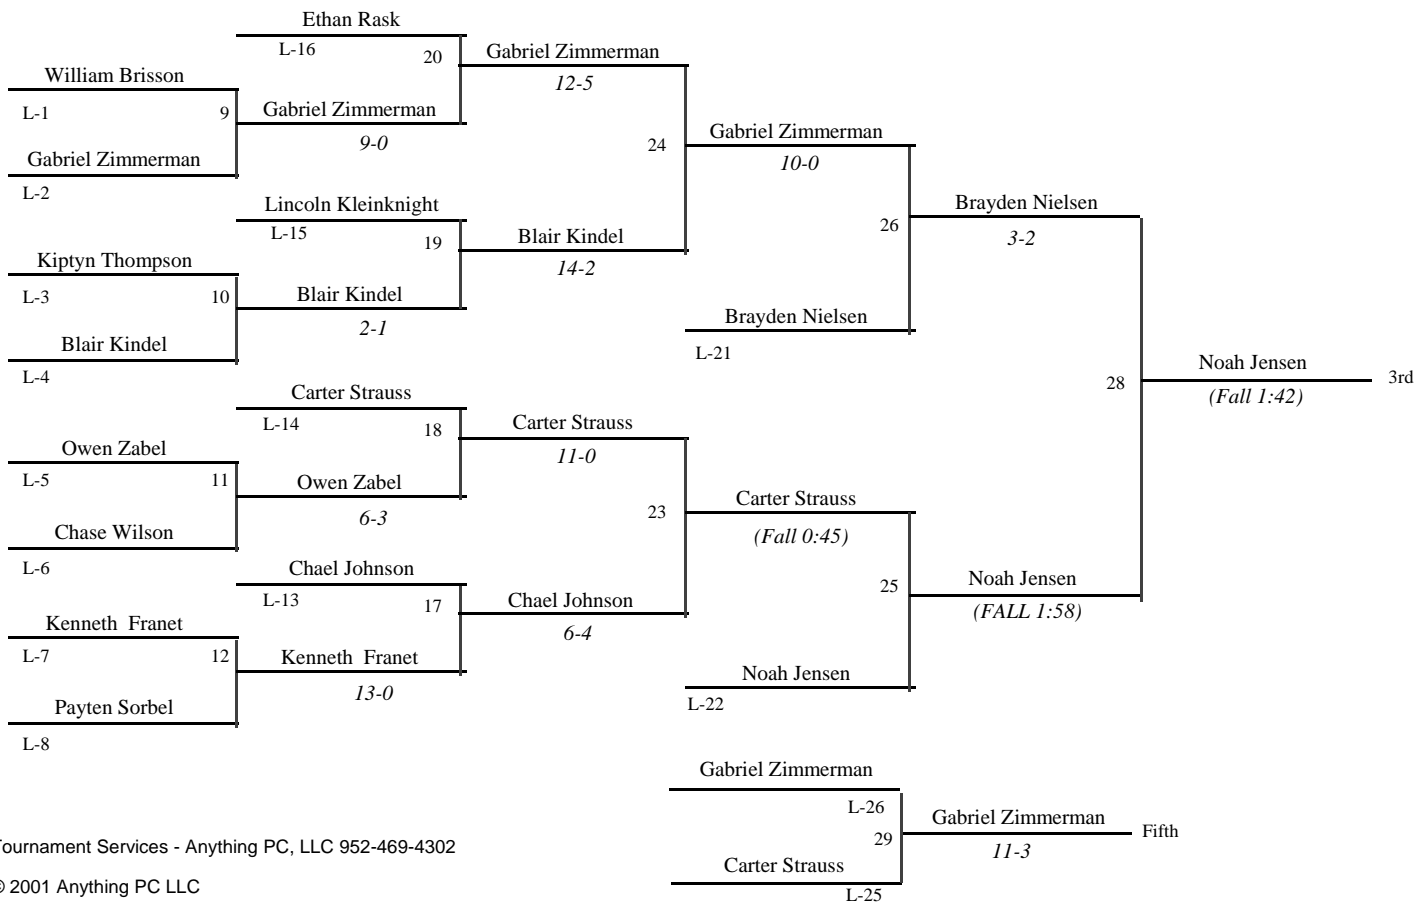 Ethan Rask
L-16
20
Gabriel Zimmerman
12-5
William Brisson
L-1
9
Gabriel Zimmerman
9-0
Gabriel Zimmerman
L-2
24
Gabriel Zimmerman
10-0
Lincoln Kleinknight
L-15
19
Blair Kindel
14-2
Kiptyn Thompson
L-3
10
Blair Kindel
2-1
Blair Kindel
L-4
26
Brayden Nielsen
3-2
Brayden Nielsen
L-21
Carter Strauss
L-14
18
Carter Strauss
11-0
Owen Zabel
L-5
11
Owen Zabel
6-3
Chase Wilson
L-6
23
Carter Strauss
(Fall 0:45)
Chael Johnson
L-13
17
Chael Johnson
6-4
Kenneth  Franet
L-7
12
Kenneth  Franet
13-0
Payten Sorbel
L-8
25
Noah Jensen
(FALL 1:58)
Noah Jensen
L-22
28
Noah Jensen
(Fall 1:42)
3rd
Gabriel Zimmerman
L-26
29
Gabriel Zimmerman
11-3
Fifth
Carter Strauss
L-25
Tournament Services - Anything PC, LLC 952-469-4302
© 2001 Anything PC LLC